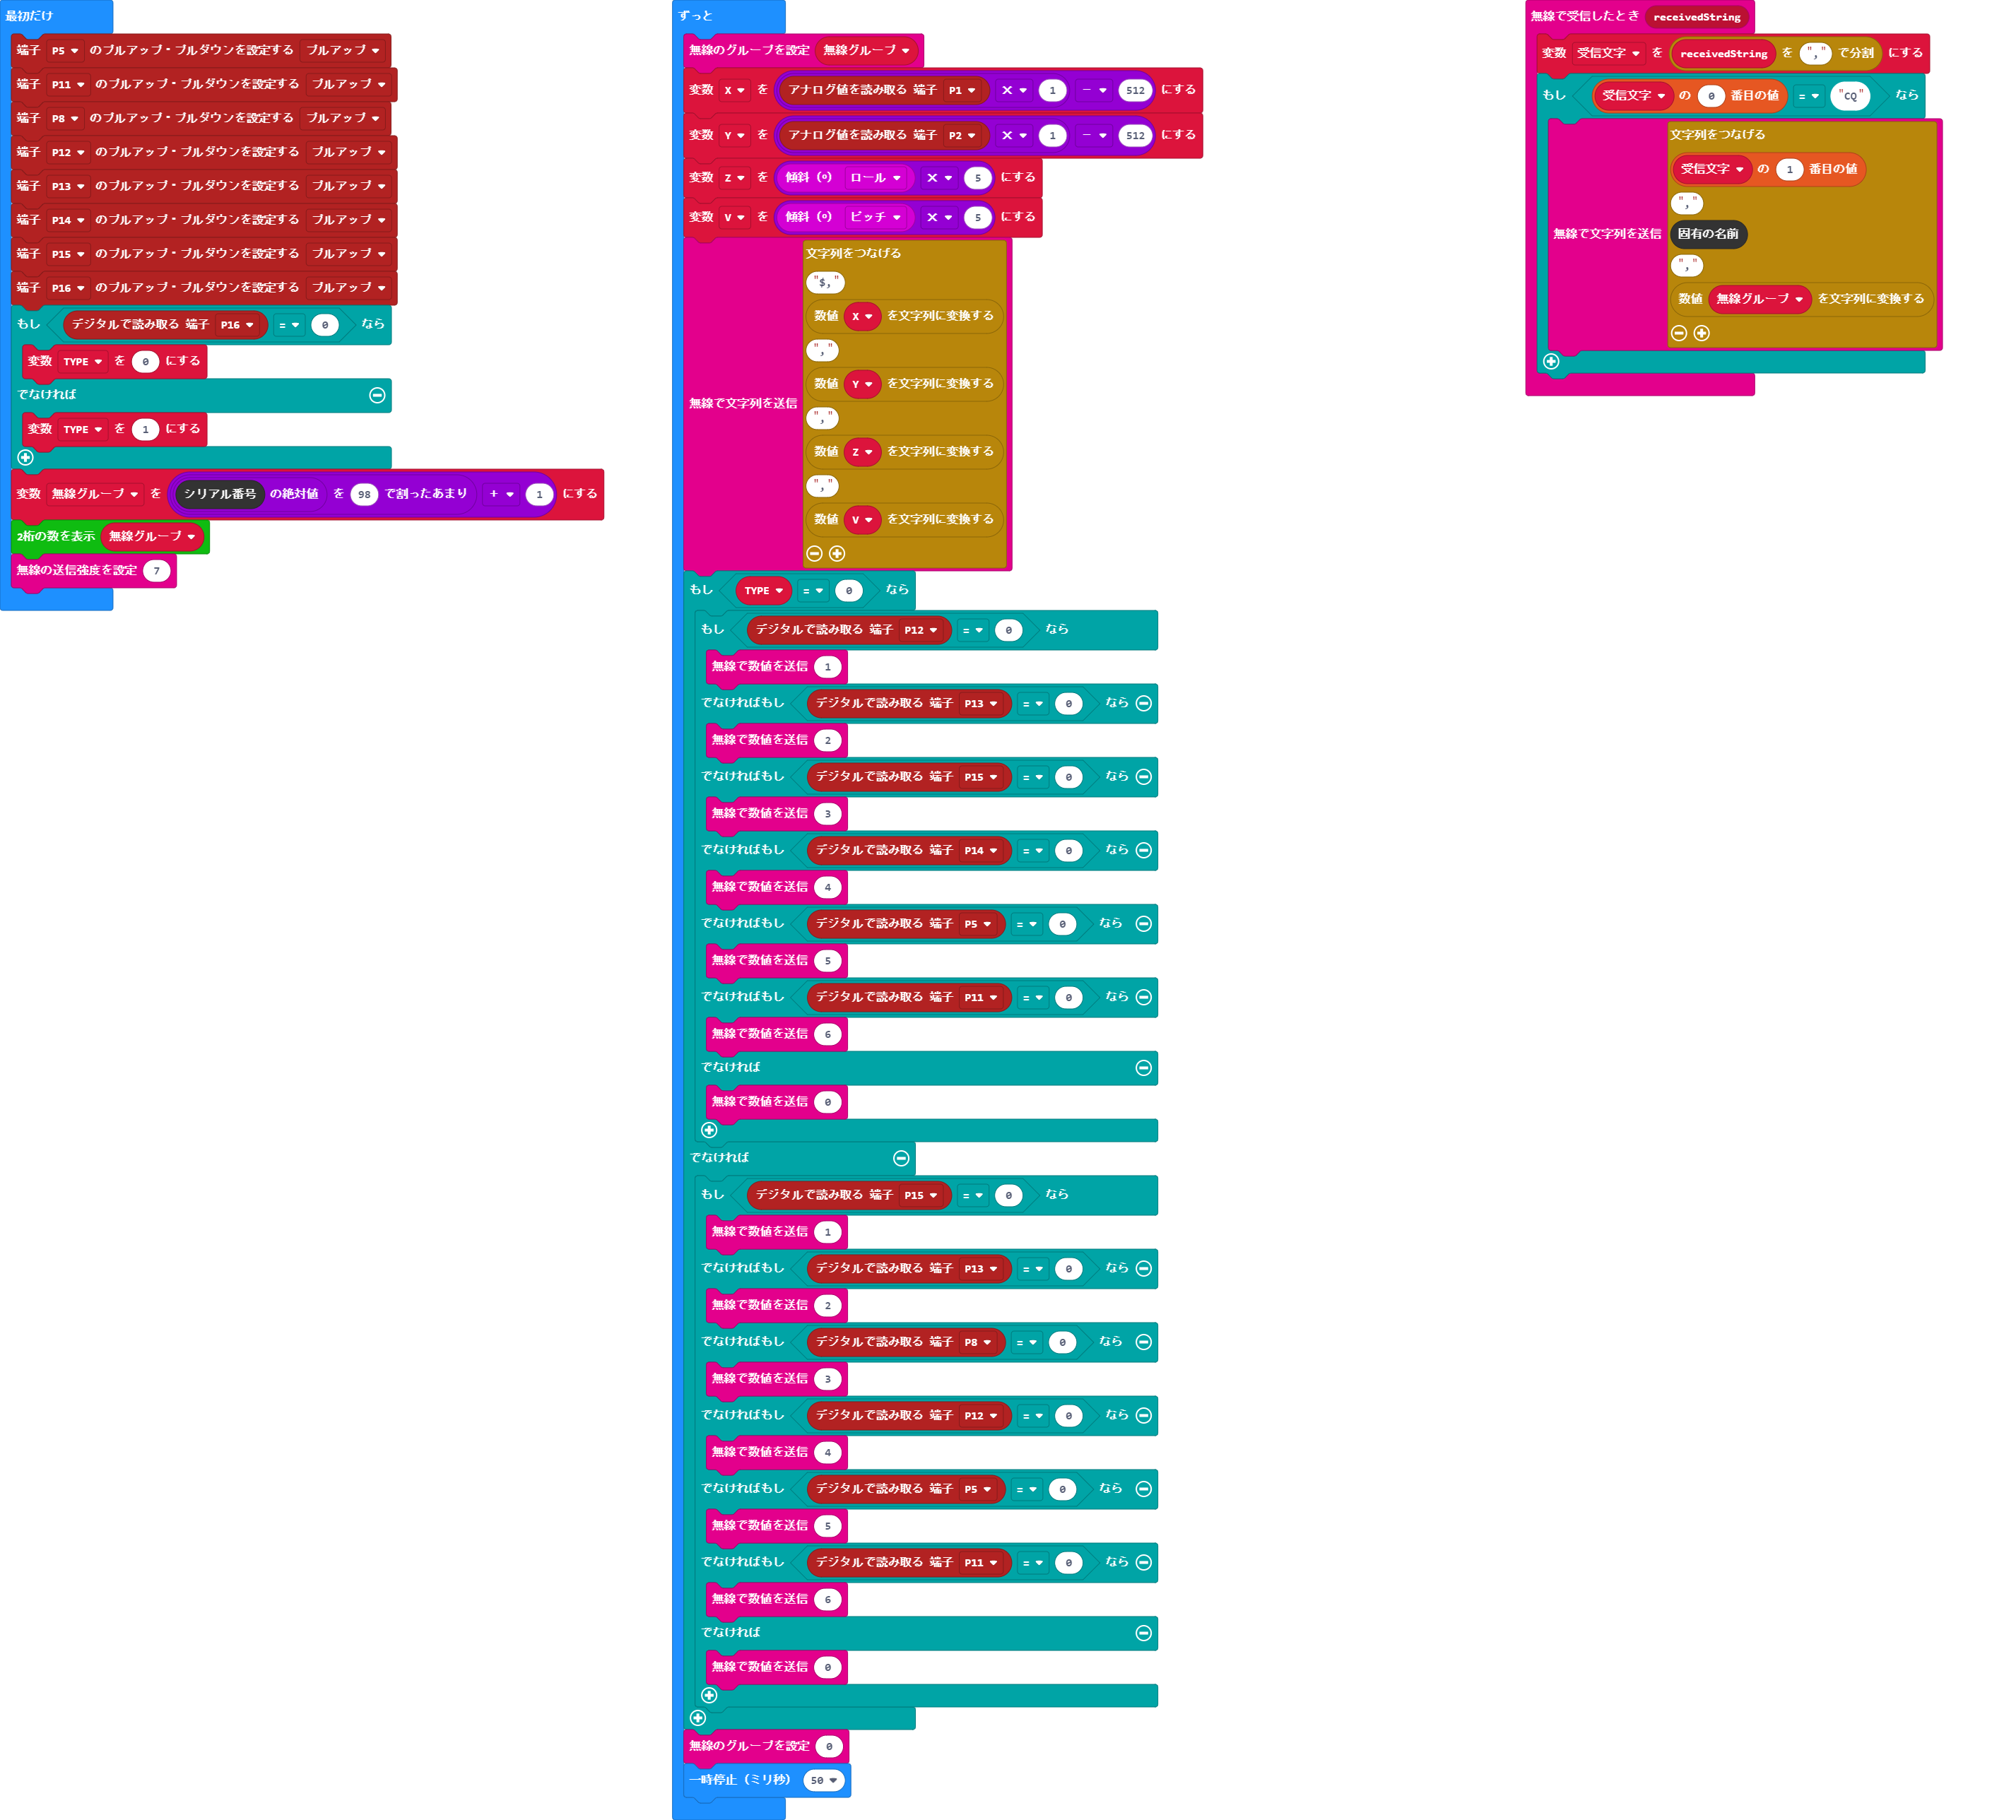 最初だけ
端子 P5 のプルアップ・プルダウンを設定する プルアップ
端子 P11 のプルアップ・プルダウンを設定する プルアップ
端子 P8 のプルアップ・プルダウンを設定する プルアップ
端子 P12 のプルアップ・プルダウンを設定する プルアップ
端子 P13 のプルアップ・プルダウンを設定する プルアップ
端子 P14 のプルアップ・プルダウンを設定する プルアップ
端子 P15 のプルアップ・プルダウンを設定する プルアップ
端子 P16 のプルアップ・プルダウンを設定する プルアップ
もし デジタルで読み取る 端子 P16 = 0 なら
変数 TYPE を 0 にする
でなければ
変数 TYPE を 1 にする
変数 無線グループ を シリアル番号 の絶対値 を 98 で割ったあまり + 1 にする
2桁の数を表示 無線グループ
無線の送信強度を設定 7
ずっと
無線のグループを設定 無線グループ
変数 X を アナログ値を読み取る 端子 P1 × 1 - 512 にする
変数 Y を アナログ値を読み取る 端子 P2 × 1 - 512 にする
変数 Z を 傾斜 (°) ロール × 5 にする
変数 V を 傾斜 (°) ピッチ × 5 にする
無線で文字列を送信 文字列をつなげる
"$,"
数値 X を文字列に変換する
","
数値 Y を文字列に変換する
","
数値 Z を文字列に変換する
","
数値 V を文字列に変換する
もし TYPE = 0 なら
もし デジタルで読み取る 端子 P12 = 0 なら
無線で数値を送信 1
でなければもし デジタルで読み取る 端子 P13 = 0 なら
無線で数値を送信 2
でなければもし デジタルで読み取る 端子 P15 = 0 なら
無線で数値を送信 3
でなければもし デジタルで読み取る 端子 P14 = 0 なら
無線で数値を送信 4
でなければもし デジタルで読み取る 端子 P5 = 0 なら
無線で数値を送信 5
でなければもし デジタルで読み取る 端子 P11 = 0 なら
無線で数値を送信 6
でなければ
無線で数値を送信 0
でなければ
もし デジタルで読み取る 端子 P15 = 0 なら
無線で数値を送信 1
でなければもし デジタルで読み取る 端子 P13 = 0 なら
無線で数値を送信 2
でなければもし デジタルで読み取る 端子 P8 = 0 なら
無線で数値を送信 3
でなければもし デジタルで読み取る 端子 P12 = 0 なら
無線で数値を送信 4
でなければもし デジタルで読み取る 端子 P5 = 0 なら
無線で数値を送信 5
でなければもし デジタルで読み取る 端子 P11 = 0 なら
無線で数値を送信 6
でなければ
無線で数値を送信 0
無線のグループを設定 0
一時停止（ミリ秒） 50
無線で受信したとき receivedString
変数 受信文字 を receivedString を "," で分割 にする
もし 受信文字 の 0 番目の値 = "CQ" なら
無線で文字列を送信 文字列をつなげる
受信文字 の 1 番目の値
","
固有の名前
","
数値 無線グループ を文字列に変換する